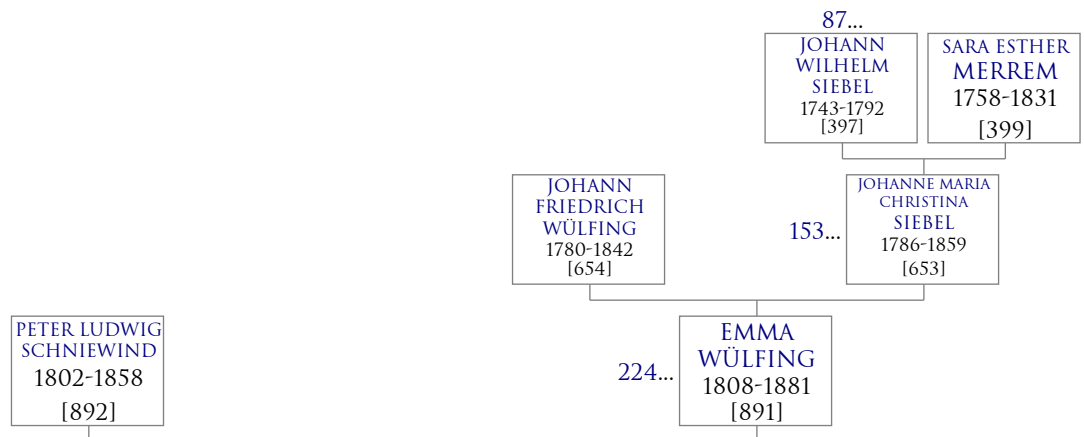 87...
JOHANN
WILHELM
SIEBEL
1743-1792
[397]
SARA ESTHER
MERREM
1758-1831
[399]
JOHANN
FRIEDRICH
WÜLFING
1780-1842
[654]
153...
JOHANNE MARIA
CHRISTINA
SIEBEL
1786-1859
[653]
PETER LUDWIG
SCHNIEWIND
1802-1858
[892]
224...
EMMA
WÜLFING
1808-1881
[891]